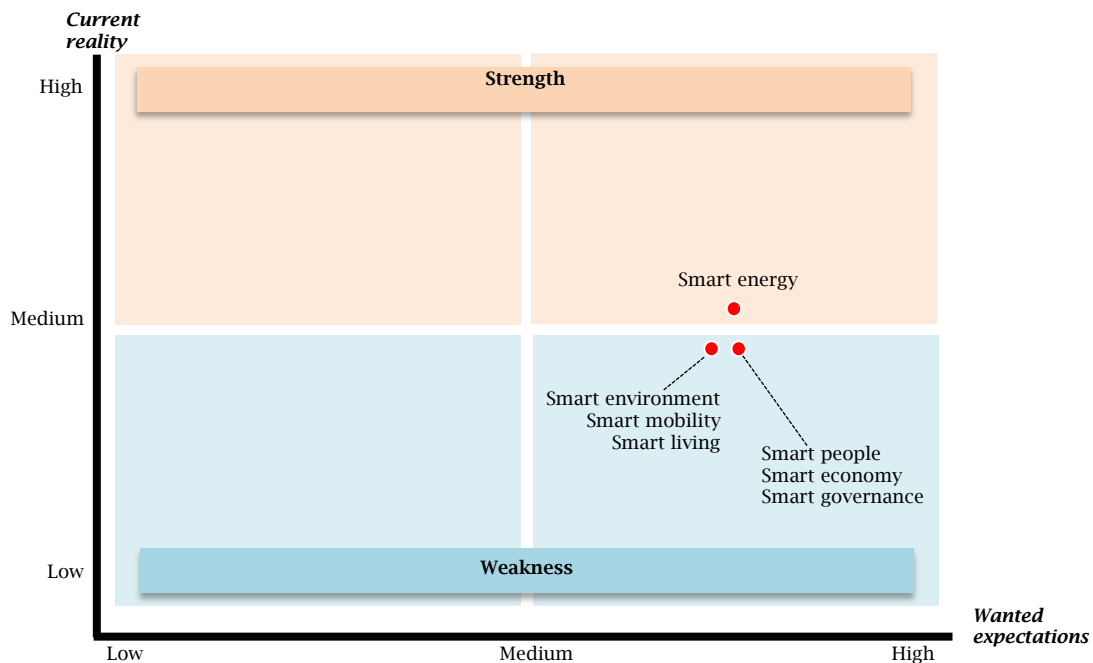 Current
reality
High
Strength
Smart energy
Medium
Smart environment
Smart mobility
Smart living
Smart people
Smart economy
Smart governance
Low
Weakness
Wanted
expectations
Low
Medium
High